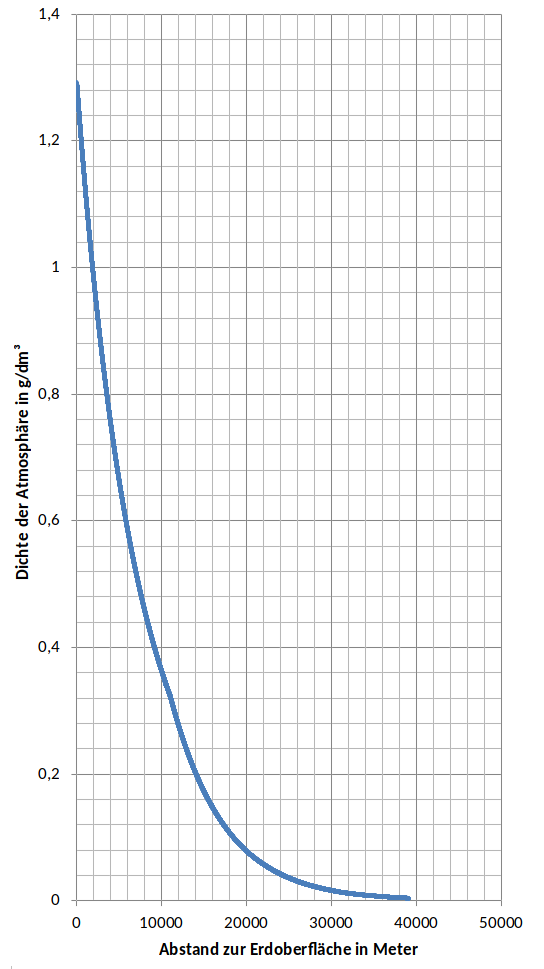 1,4
1,2
1
0,8
0,6
0,4
0,2
0
Dichte der Atmosphäre in g/dm³
0 10000 20000 30000 40000 50000
Abstand zur Erdoberfläche in Meter